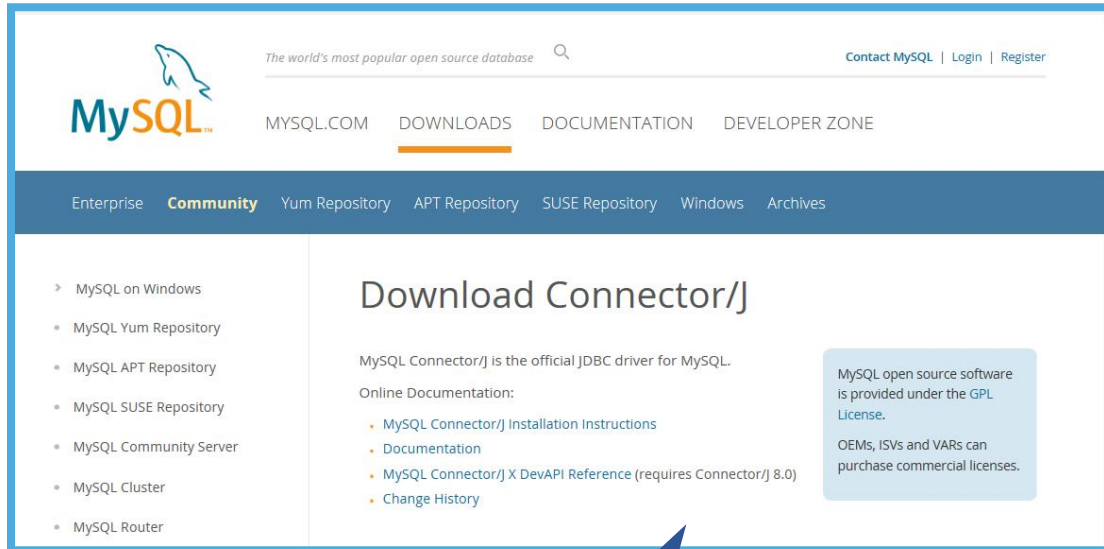 The world's most popular open source database
Contact MySQL | Login | Register
MySQL™
MYSQL.COM DOWNLOADS DOCUMENTATION DEVELOPER ZONE
Enterprise Community Yum Repository APT Repository SUSE Repository Windows Archives
MySQL on Windows
MySQL Yum Repository
MySQL APT Repository
MySQL SUSE Repository
MySQL Community Server
MySQL Cluster
MySQL Router
Download Connector/J
MySQL Connector/J is the official JDBC driver for MySQL.
Online Documentation:
MySQL Connector/J Installation Instructions
Documentation
MySQL Connector/J X DevAPI Reference (requires Connector/J 8.0)
Change History
MySQL open source software
is provided under the GPL
License.
OEMs, ISVs and VARs can
purchase commercial licenses.